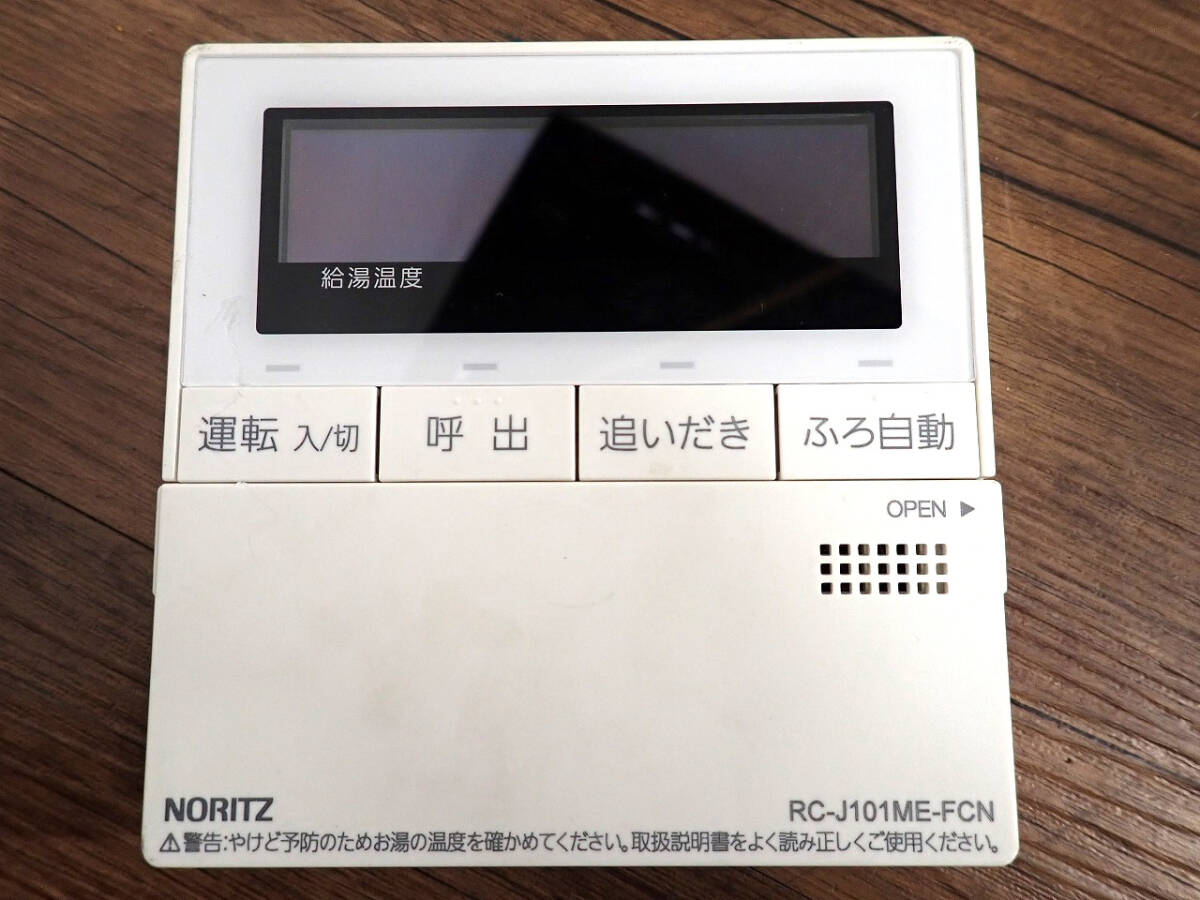 給湯温度
運転 入/切
呼出
追いだき
ふろ自動
OPEN ▶
NORITZ
RC-J101ME-FCN
⚠警告:やけど予防のためお湯の温度を確かめてください。取扱説明書をよく読み正しくご使用ください。